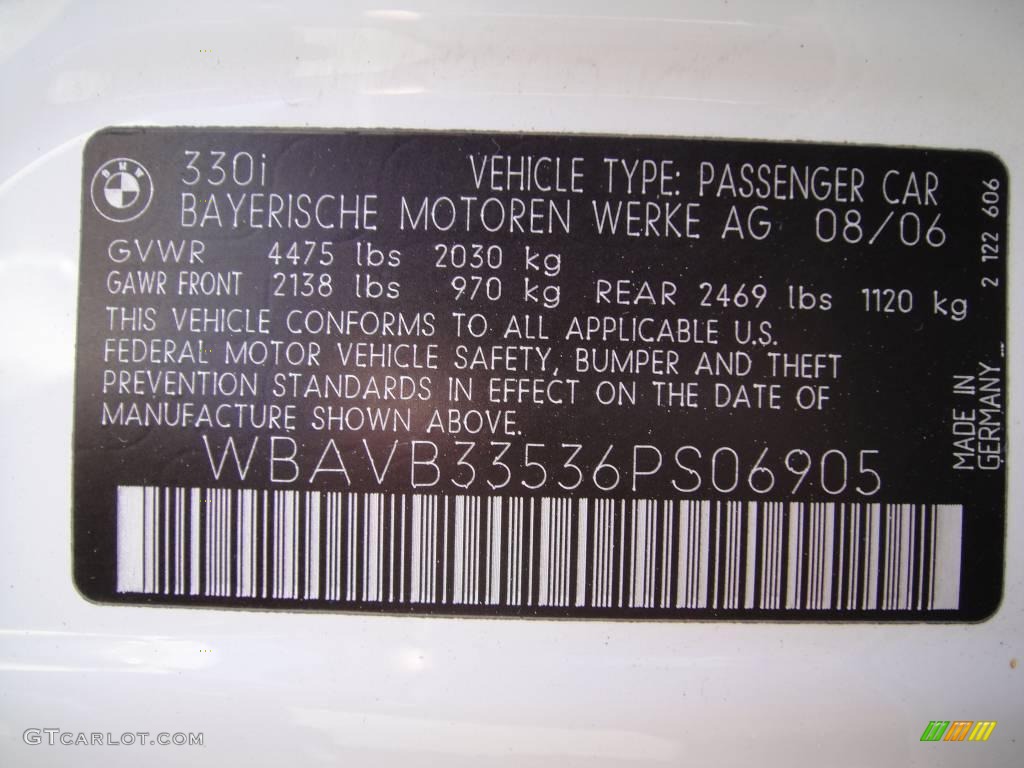 BMW
330i VEHICLE TYPE: PASSENGER CAR
BAYERISCHE MOTOREN WERKE AG 08/06
GVWR 4475 lbs 2030 kg
GAWR FRONT 2138 lbs 970 kg REAR 2469 lbs 1120 kg
THIS VEHICLE CONFORMS TO ALL APPLICABLE U.S.
FEDERAL MOTOR VEHICLE SAFETY, BUMPER AND THEFT
PREVENTION STANDARDS IN EFFECT ON THE DATE OF
MANUFACTURE SHOWN ABOVE.
WBAVB33536PS06905
2 122 606
MADE IN
GERMANY
GTCARLOT.COM